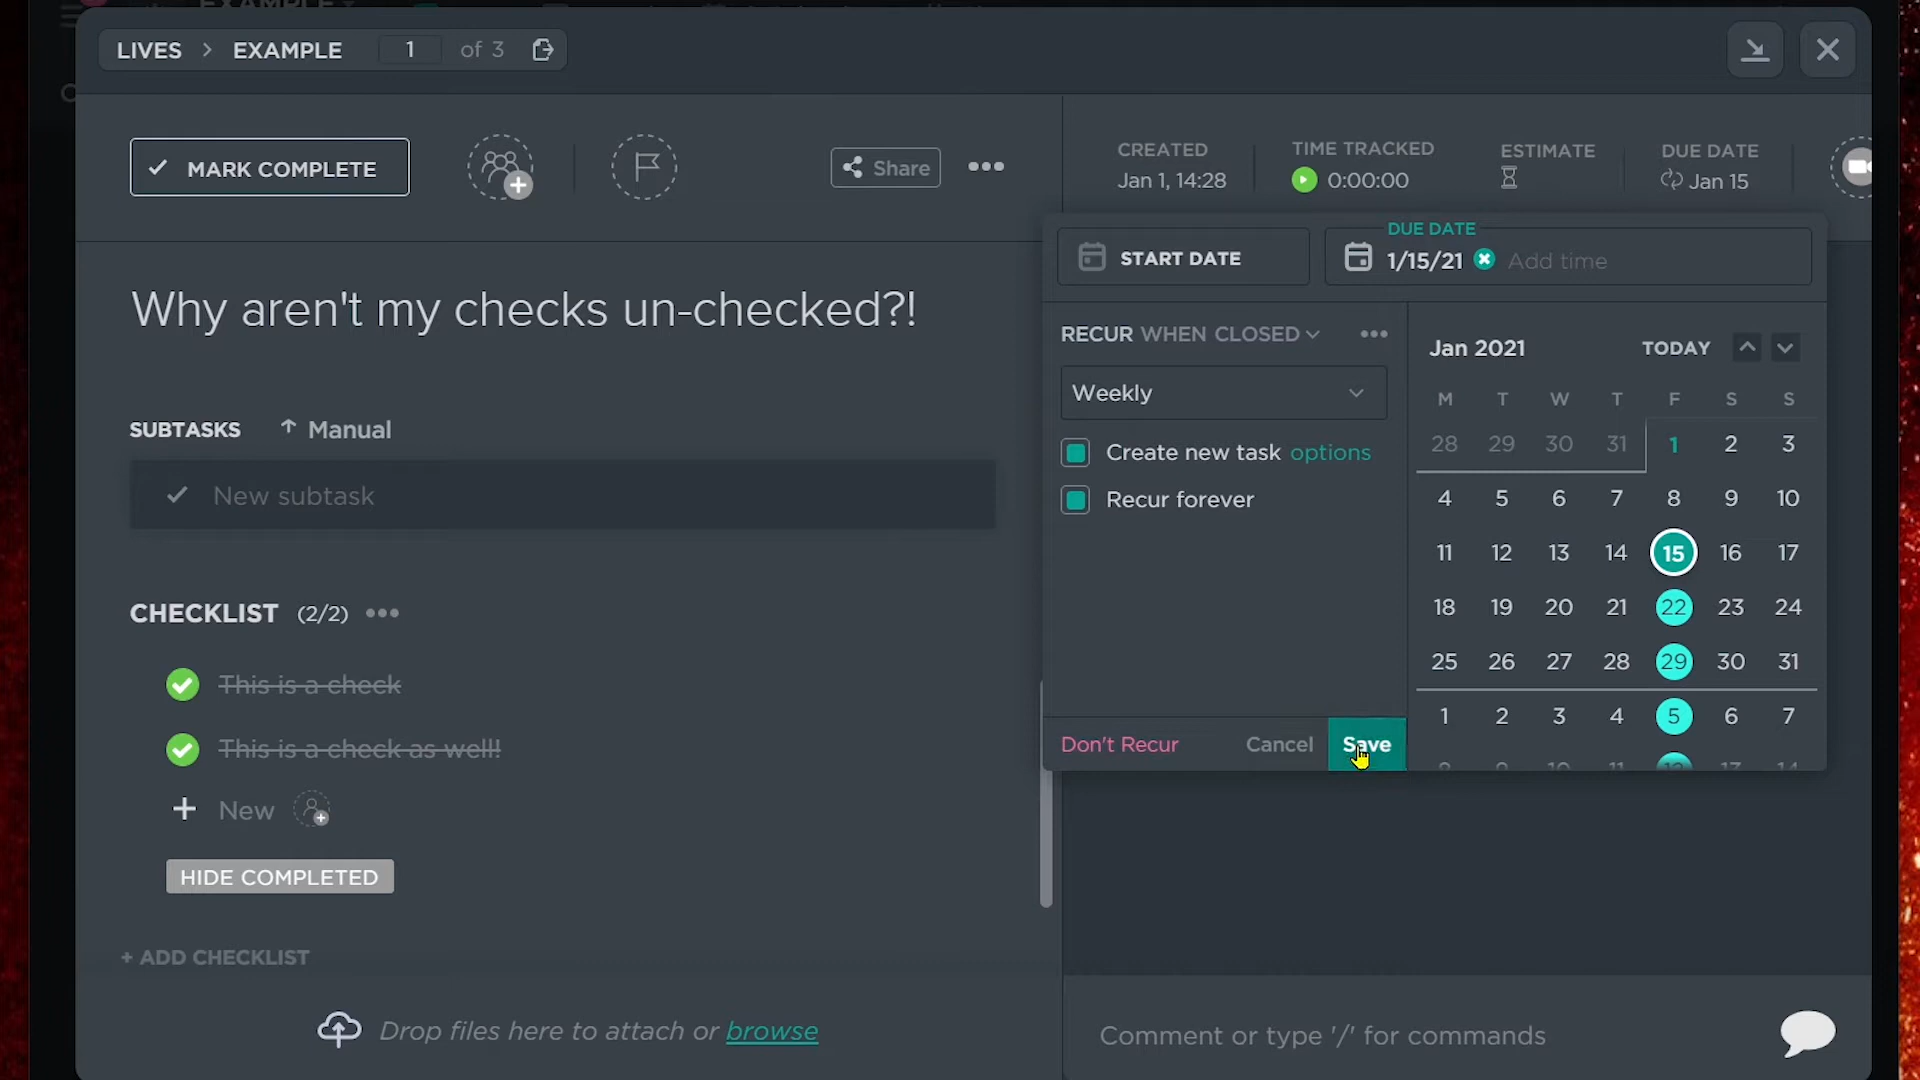 LIVES > EXAMPLE 1 of 3
MARK COMPLETE
Share
CREATED
Jan 1, 14:28
TIME TRACKED
0:00:00
ESTIMATE
DUE DATE
Jan 15
START DATE
DUE DATE
1/15/21 Add time
Why aren't my checks un-checked?!
SUBTASKS Manual
New subtask
CHECKLIST (2/2)
This is a check
This is a check as well!
New
HIDE COMPLETED
+ ADD CHECKLIST
Drop files here to attach or browse
RECUR WHEN CLOSED
Weekly
Create new task options
Recur forever
Don't Recur Cancel Save
Jan 2021 TODAY
M T W T F S S
28 29 30 31 1 2 3
4 5 6 7 8 9 10
11 12 13 14 15 16 17
18 19 20 21 22 23 24
25 26 27 28 29 30 31
1 2 3 4 5 6 7
Comment or type '/' for commands